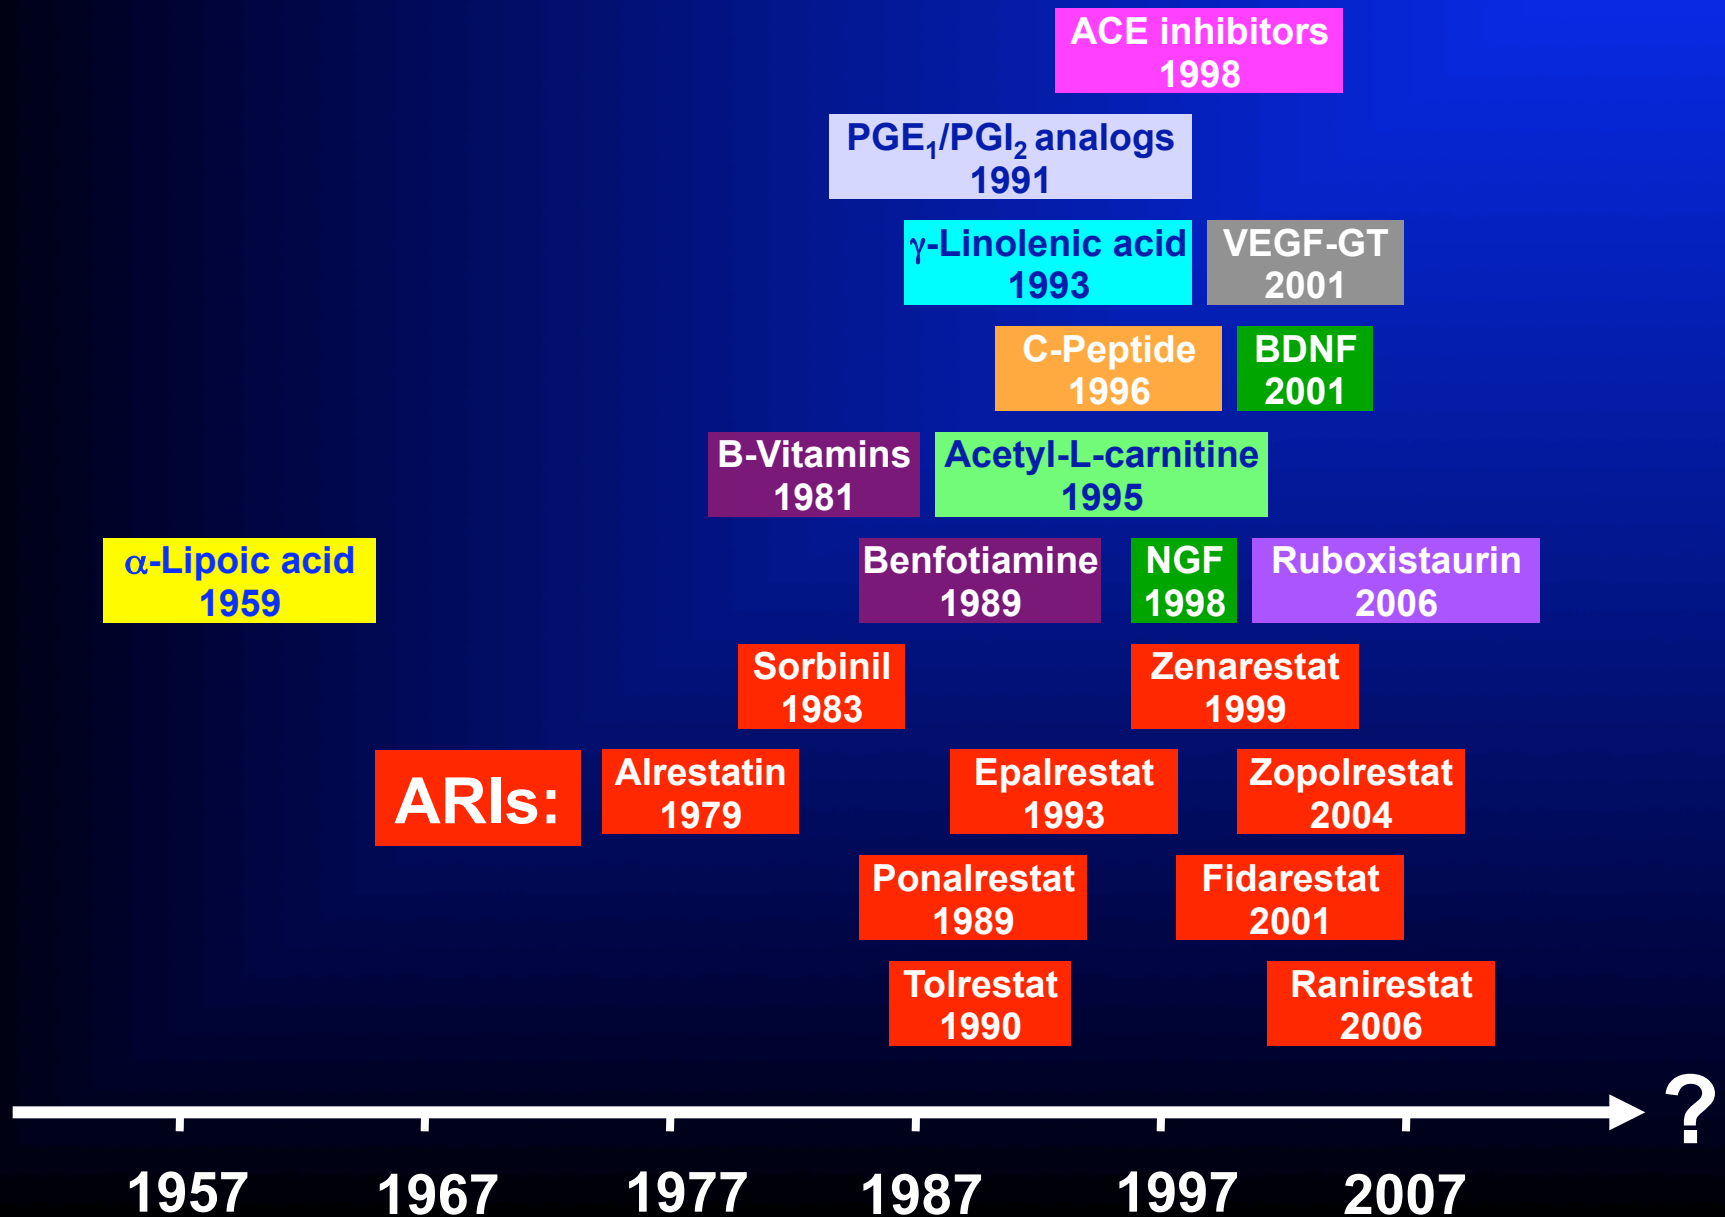 ACE inhibitors
1998
PGE₁/PGI₂ analogs
1991
γ-Linolenic acid
1993
VEGF-GT
2001
C-Peptide
1996
BDNF
2001
B-Vitamins
1981
Acetyl-L-carnitine
1995
α-Lipoic acid
1959
Benfotiamine
1989
NGF
1998
Ruboxistaurin
2006
Sorbinil
1983
Zenarestat
1999
ARIs:
Alrestatin
1979
Epalrestat
1993
Zopolrestat
2004
Ponalrestat
1989
Fidarestat
2001
Tolrestat
1990
Ranirestat
2006
?
1957 1967 1977 1987 1997 2007